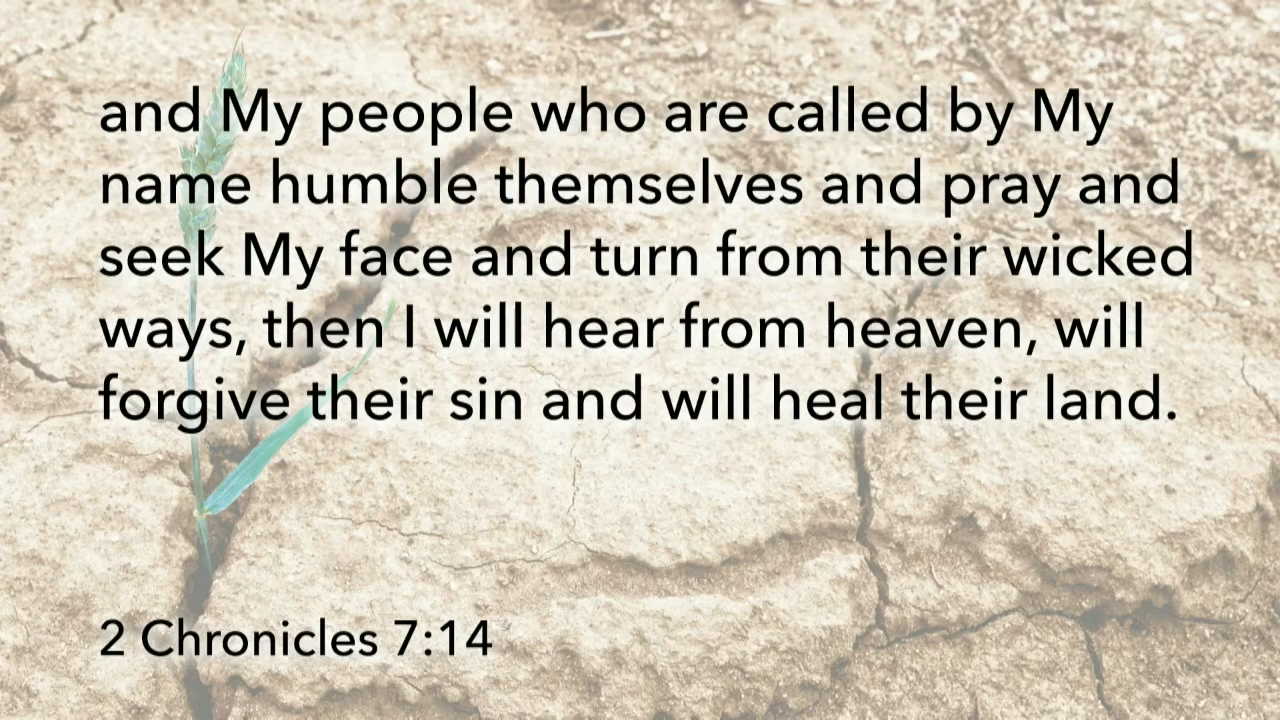 and My people who are called by My
name humble themselves and pray and
seek My face and turn from their wicked
ways, then I will hear from heaven, will
forgive their sin and will heal their land.
2 Chronicles 7:14